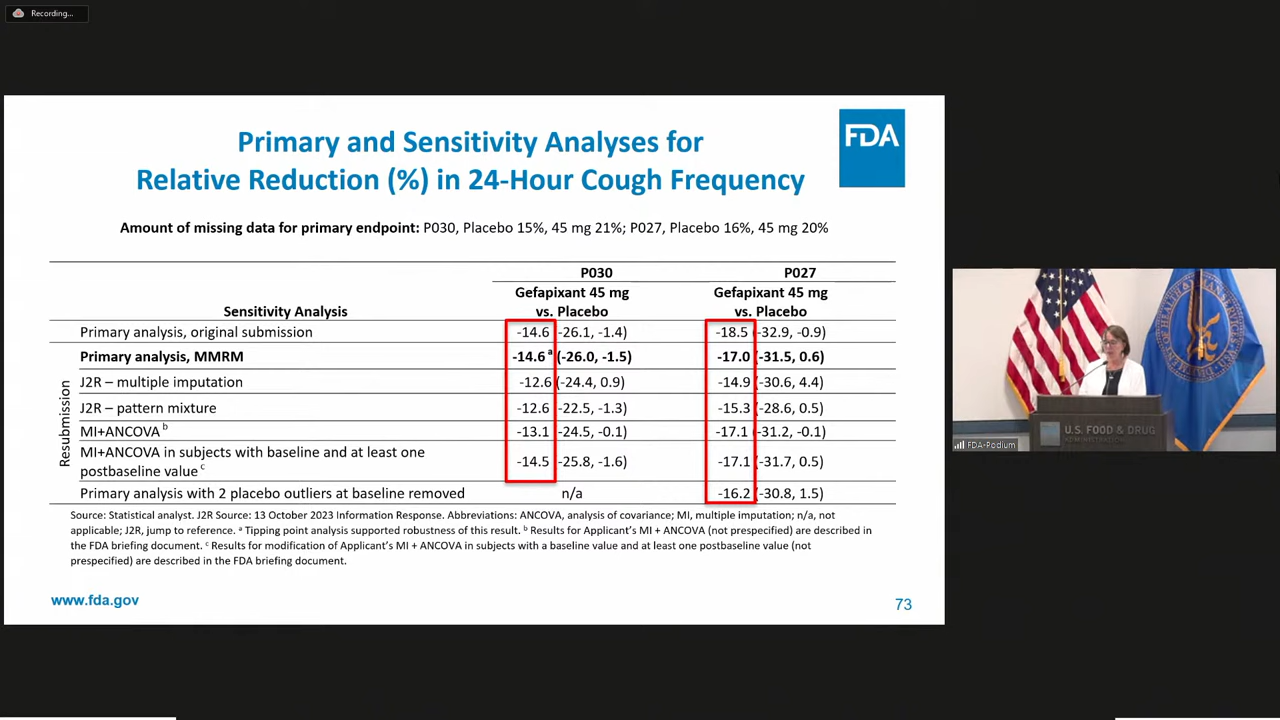 Recording...
Primary and Sensitivity Analyses for
Relative Reduction (%) in 24-Hour Cough Frequency
FDA
Amount of missing data for primary endpoint: P030, Placebo 15%, 45 mg 21%; P027, Placebo 16%, 45 mg 20%
P030 P027
Gefapixant 45 mg Gefapixant 45 mg
Sensitivity Analysis vs. Placebo vs. Placebo
Primary analysis, original submission -14.6 (-26.1, -1.4) -18.5 (-32.9, -0.9)
Resubmission
Primary analysis, MMRM -14.6 a (-26.0, -1.5) -17.0 (-31.5, 0.6)
J2R – multiple imputation -12.6 (-24.4, 0.9) -14.9 (-30.6, 4.4)
J2R – pattern mixture -12.6 (-22.5, -1.3) -15.3 (-28.6, 0.5)
MI+ANCOVA b -13.1 (-24.5, -0.1) -17.1 (-31.2, -0.1)
MI+ANCOVA in subjects with baseline and at least one
postbaseline value c -14.5 (-25.8, -1.6) -17.1 (-31.7, 0.5)
Primary analysis with 2 placebo outliers at baseline removed n/a -16.2 (-30.8, 1.5)
Source: Statistical analyst. J2R Source: 13 October 2023 Information Response. Abbreviations: ANCOVA, analysis of covariance; MI, multiple imputation; n/a, not
applicable; J2R, jump to reference. a Tipping point analysis supported robustness of this result. b Results for Applicant's MI + ANCOVA (not prespecified) are described in
the FDA briefing document. c Results for modification of Applicant's MI + ANCOVA in subjects with a baseline value and at least one postbaseline value (not
prespecified) are described in the FDA briefing document.
www.fda.gov
73
U.S. FOOD & DRUG
ADMINISTRATION
FDA-Podium